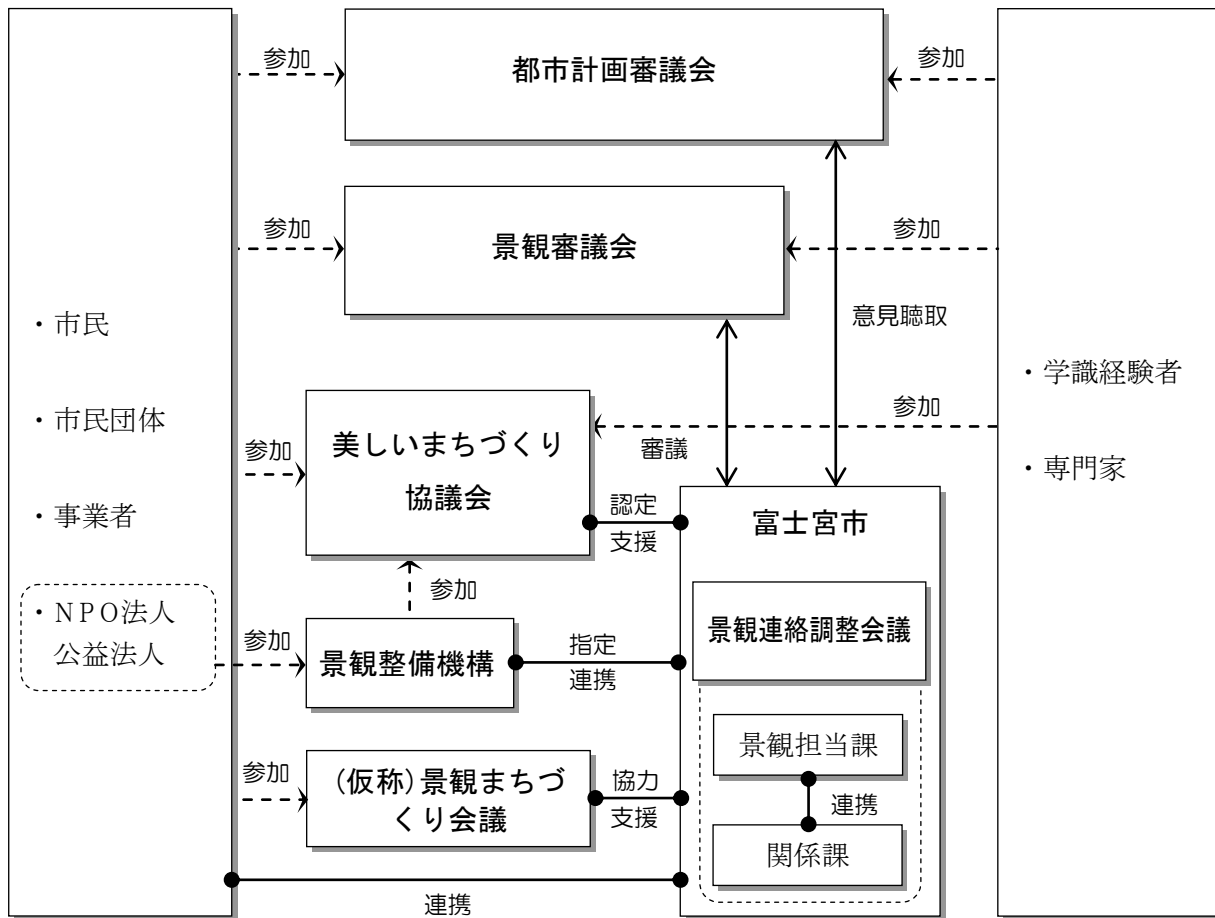 参加
都市計画審議会
参加
参加
景観審議会
参加
意見聴取
・市民
・市民団体
・事業者
・NPO法人
公益法人
・学識経験者
・専門家
参加
美しいまちづくり
協議会
参加
審議
認定
支援
富士宮市
参加
景観連絡調整会議
参加
景観整備機構
指定
連携
景観担当課
連携
関係課
参加
(仮称)景観まちづ
くり会議
協力
支援
連携